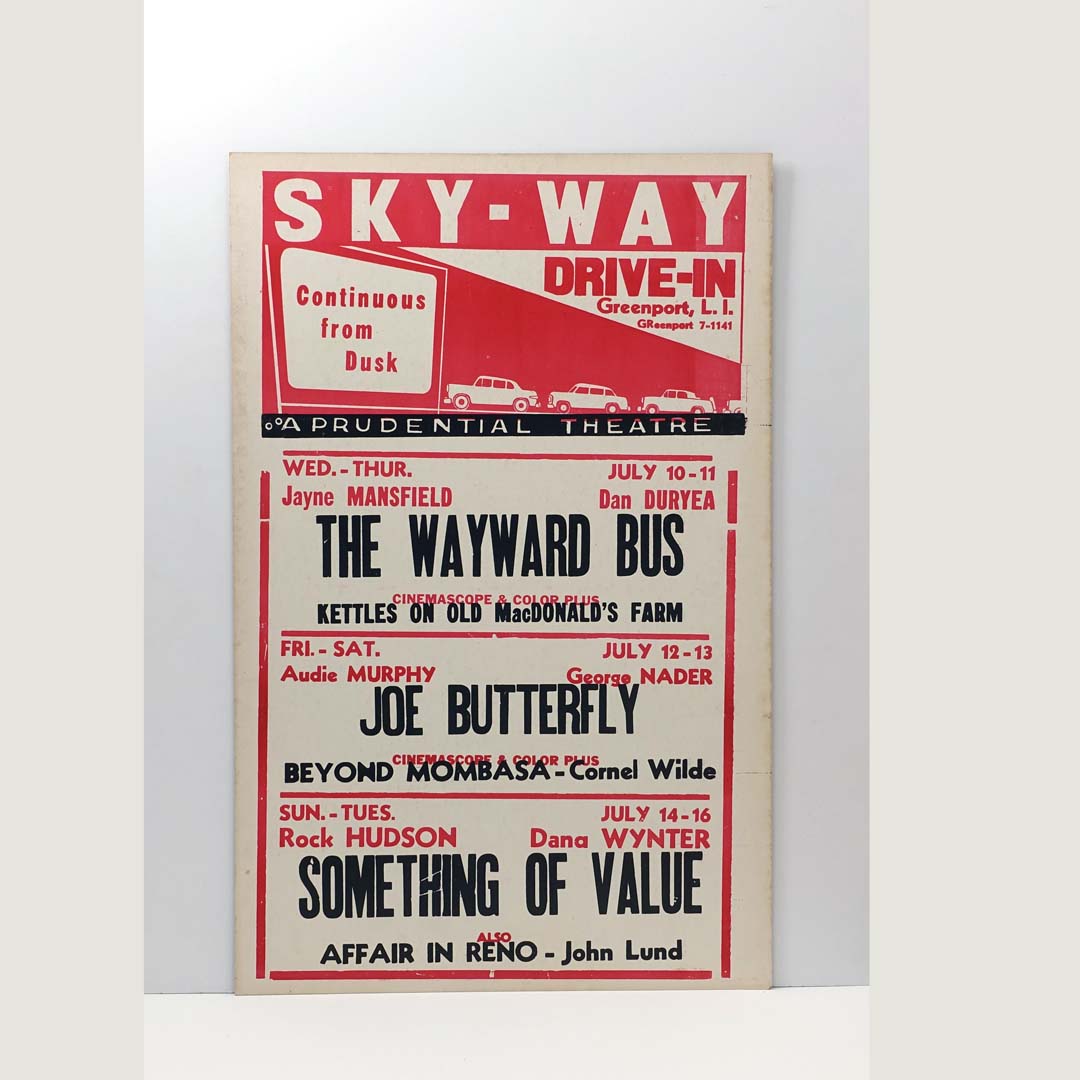 SKY-WAY
DRIVE-IN
Greenport, L. I.
GReenport 7-1141
Continuous
from
Dusk
A PRUDENTIAL THEATRE
WED.-THUR. JULY 10-11
Jayne MANSFIELD Dan DURYEA
THE WAYWARD BUS
CINEMASCOPE & COLOR PLUS
KETTLES ON OLD MacDONALD'S FARM
FRI.-SAT. JULY 12-13
Audie MURPHY George NADER
JOE BUTTERFLY
CINEMASCOPE & COLOR PLUS
BEYOND MOMBASA-Cornel Wilde
SUN.-TUES. JULY 14-16
Rock HUDSON Dana WYNTER
SOMETHING OF VALUE
ALSO
AFFAIR IN RENO - John Lund